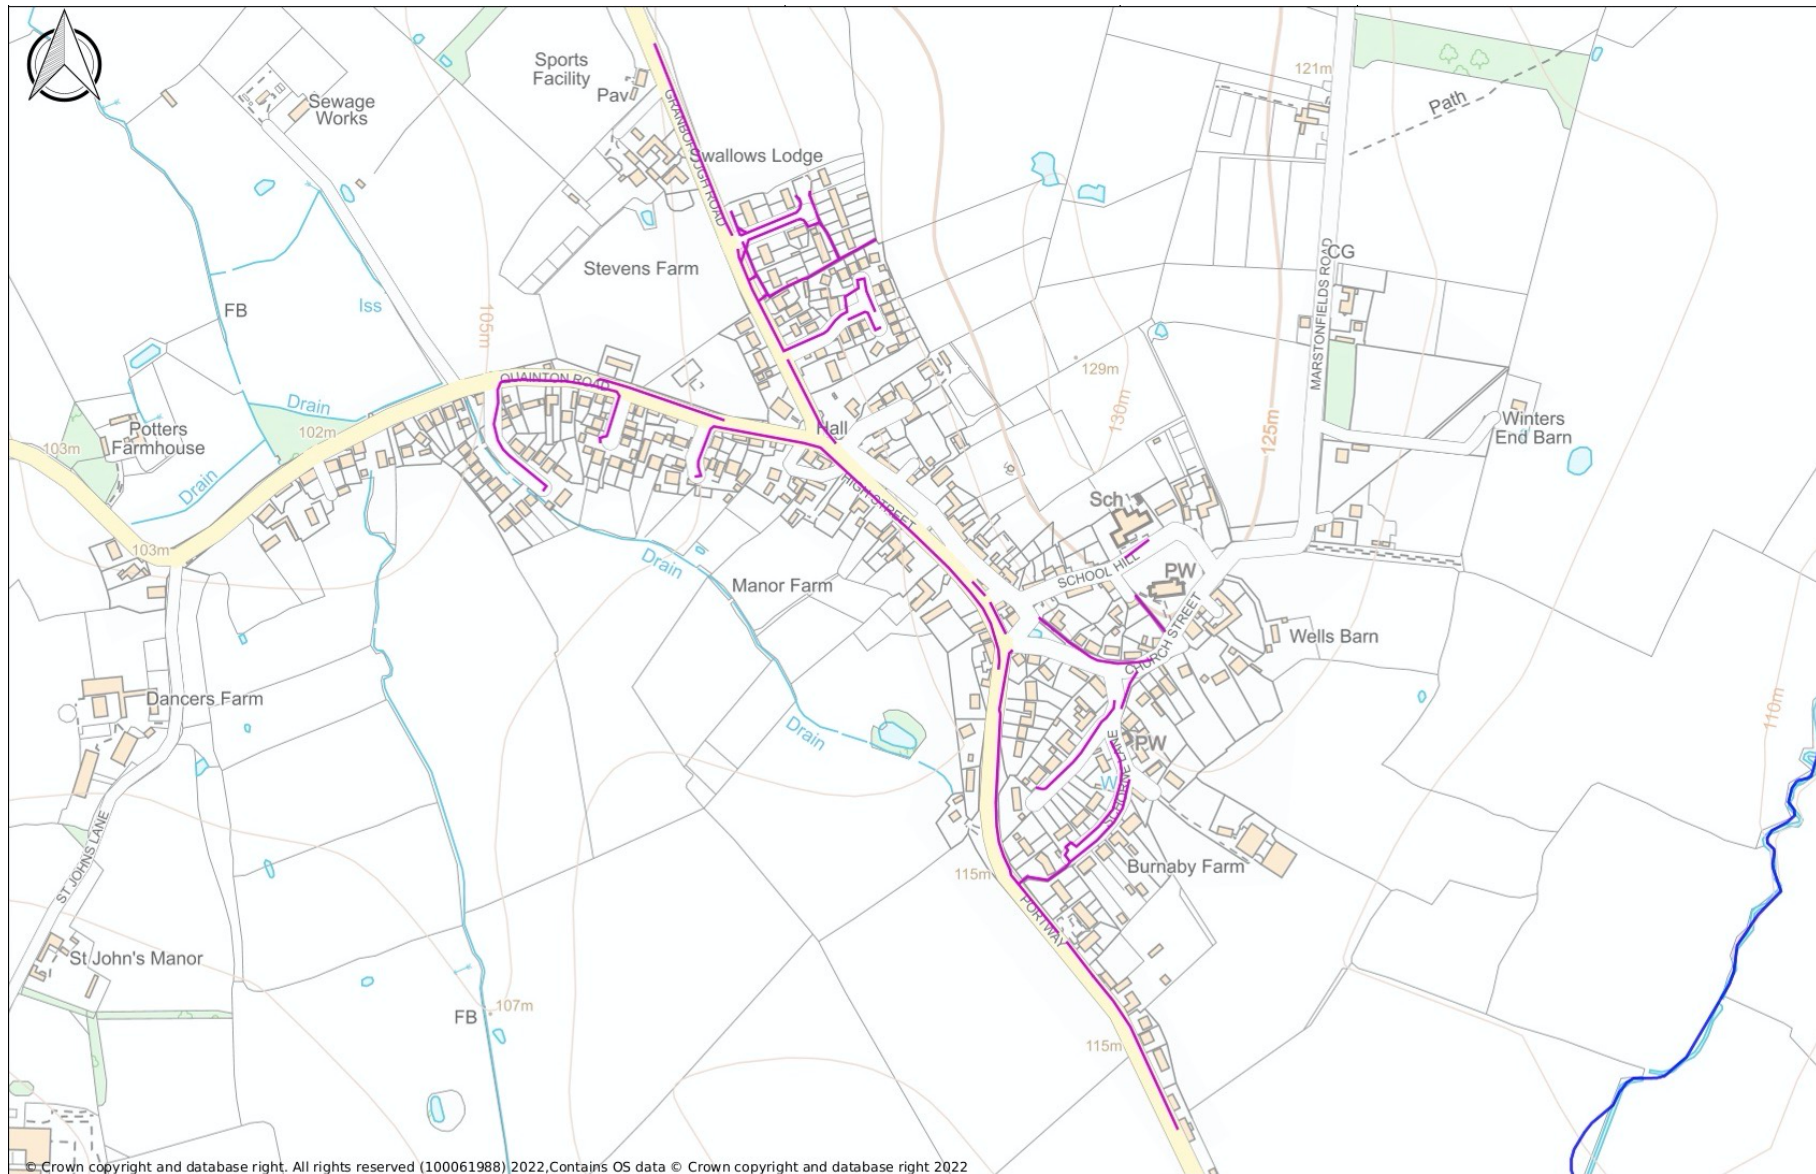 Sports
Facility
Pav
Sewage
Works
GRANBOROUGH ROAD
Swallows Lodge
121m
Path
Stevens Farm
CG
MARSTONFIELDS ROAD
FB
Iss
105m
129m
130m
125m
QUAINTON ROAD
Drain
102m
Potters
Farmhouse
103m
Hall
Winters
End Barn
Drain
HIGH STREET
Sch
103m
Drain
Manor Farm
SCHOOL HILL
PW
CHURCH STREET
Wells Barn
Dancers Farm
Drain
PW
110m
W
SCHORNE LANE
ST JOHNS LANE
115m
Burnaby Farm
PORTWAY
St John's Manor
FB
107m
115m
© Crown copyright and database right. All rights reserved (100061988) 2022,Contains OS data © Crown copyright and database right 2022